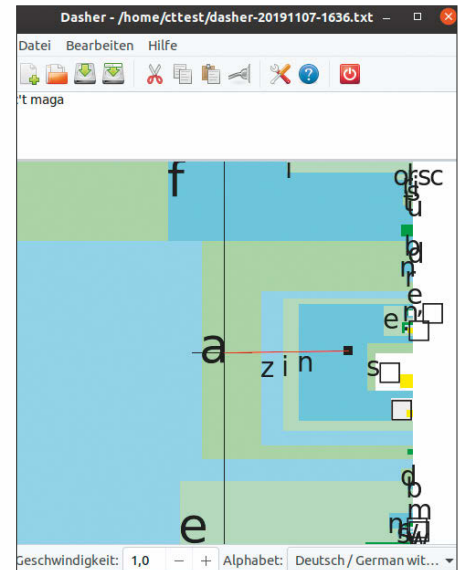 Dasher - /home/cttest/dasher-20191107-1636.txt
Datei Bearbeiten Hilfe
't maga
f
a
z i n
e
s
e
d
b
m
n
Geschwindigkeit: 1,0 − + Alphabet: Deutsch / German wit...